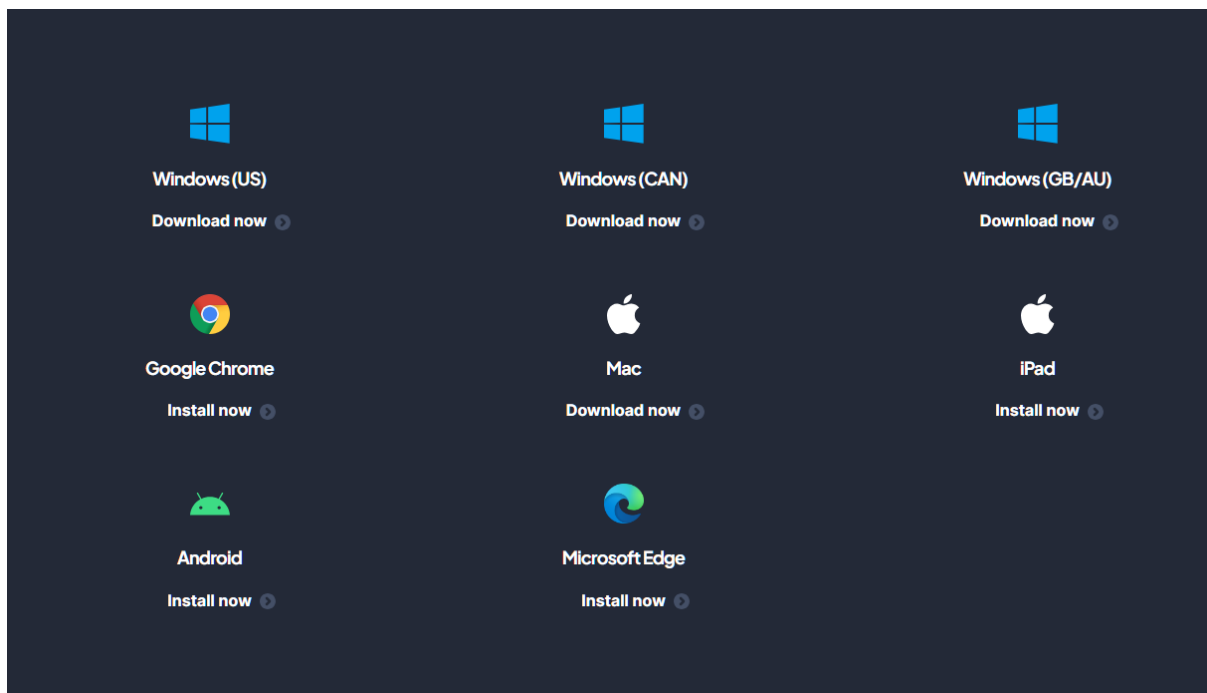 Windows (US)
Download now
Windows (CAN)
Download now
Windows (GB/AU)
Download now
Google Chrome
Install now
Mac
Download now
iPad
Install now
Android
Install now
Microsoft Edge
Install now